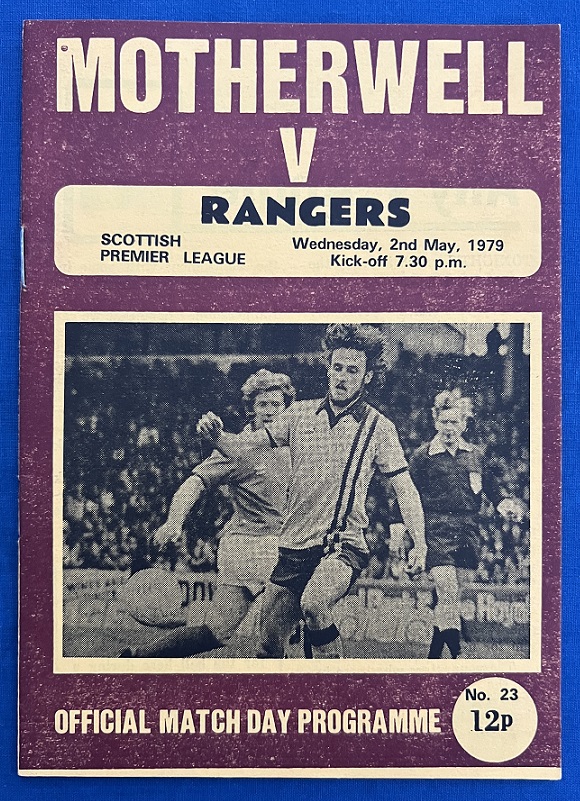 MOTHERWELL
V
RANGERS
SCOTTISH
PREMIER LEAGUE
Wednesday, 2nd May, 1979
Kick-off 7.30 p.m.
OFFICIAL MATCH DAY PROGRAMME
No. 23
12p